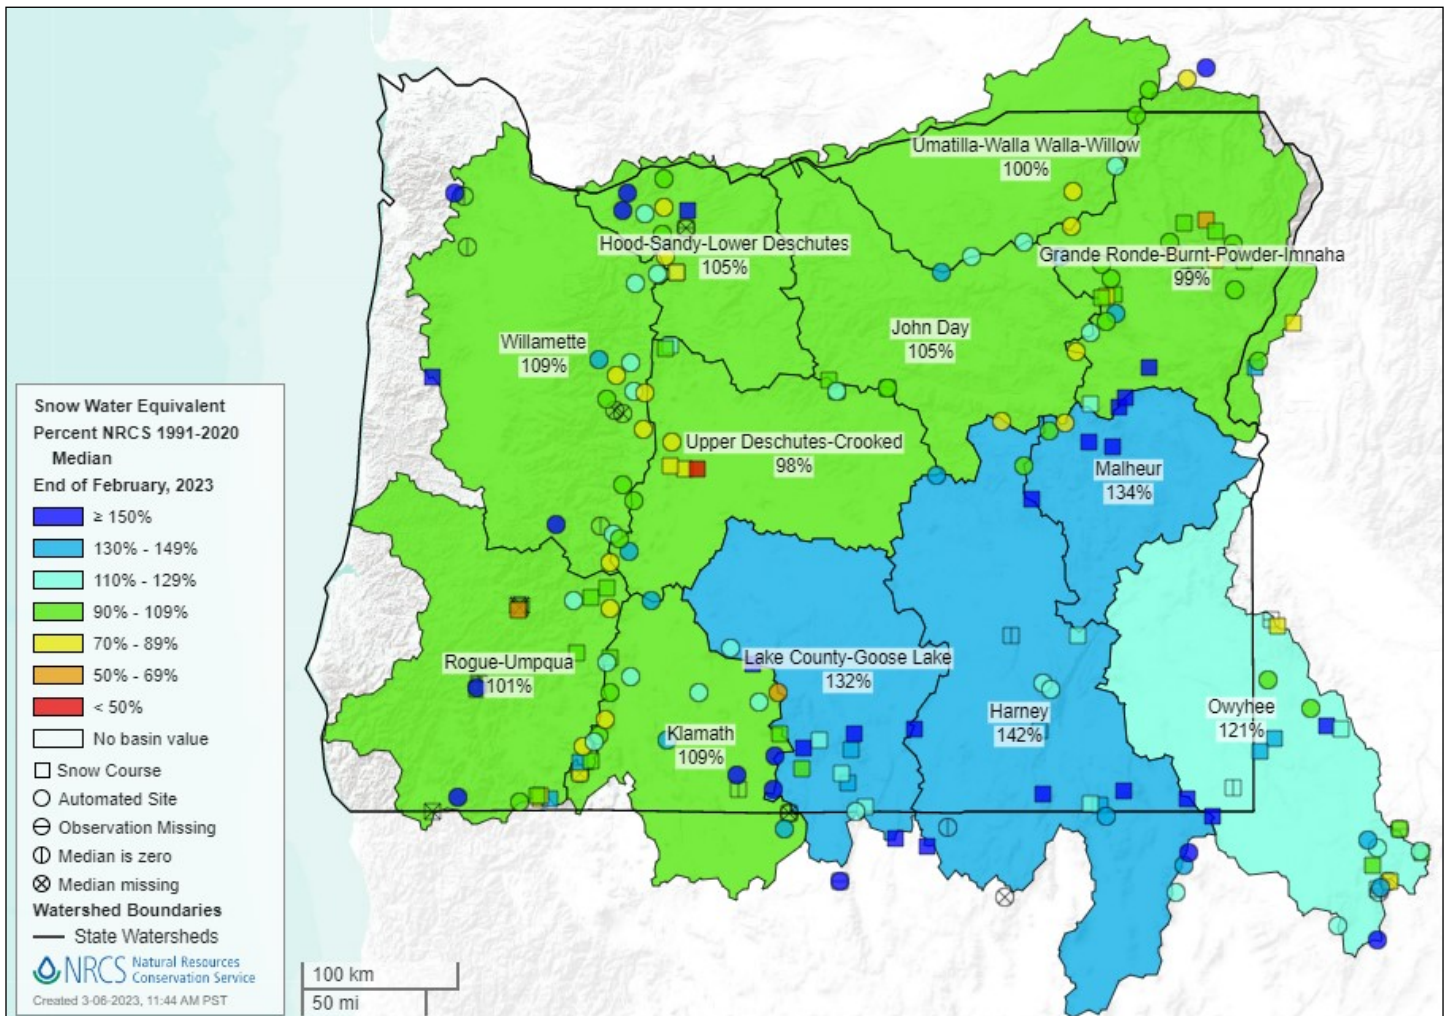 Umatilla-Walla Walla-Willow
100%
Hood-Sandy-Lower Deschutes
105%
Grande Ronde-Burnt-Powder-Imnaha
99%
John Day
105%
Willamette
109%
Upper Deschutes-Crooked
98%
Malheur
134%
Rogue-Umpqua
101%
Lake County-Goose Lake
132%
Klamath
109%
Harney
142%
Owyhee
121%
Snow Water Equivalent
Percent NRCS 1991-2020
Median
End of February, 2023
≥ 150%
130% - 149%
110% - 129%
90% - 109%
70% - 89%
50% - 69%
< 50%
No basin value
Snow Course
Automated Site
Observation Missing
Median is zero
Median missing
Watershed Boundaries
State Watersheds
NRCS Natural Resources
Conservation Service
Created 3-06-2023, 11:44 AM PST
100 km
50 mi